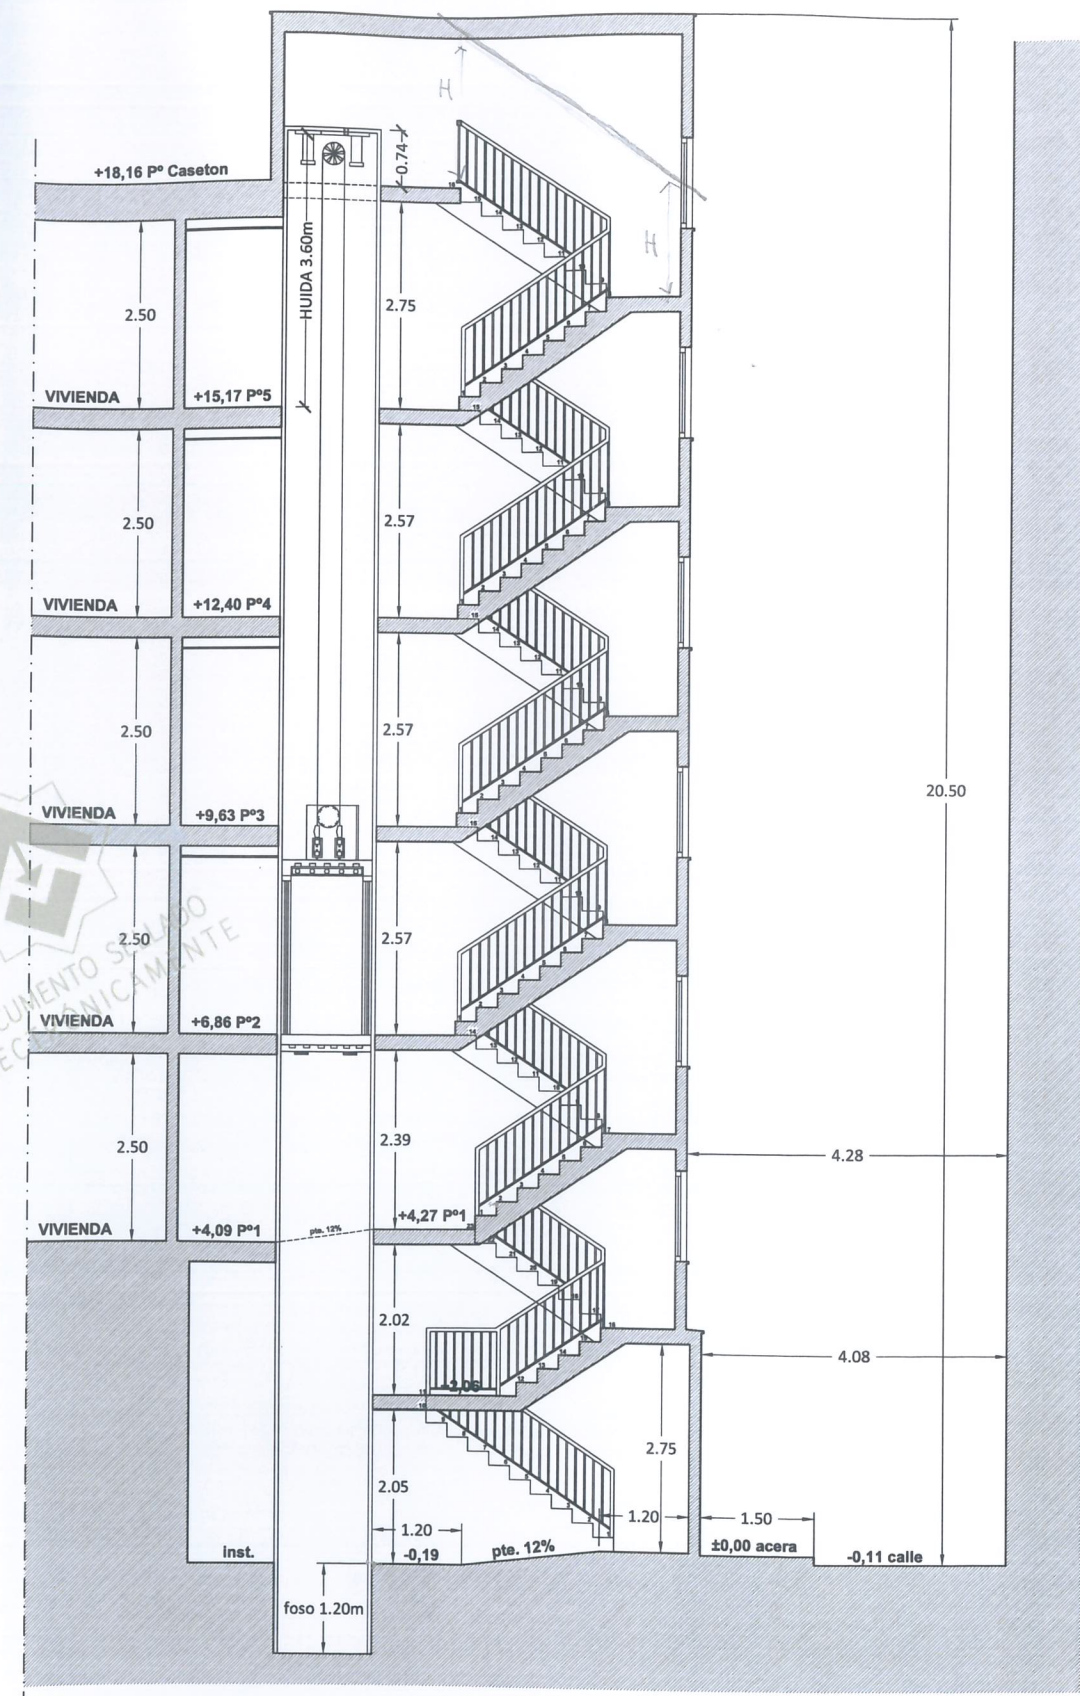 H
+18,16 Pº Caseton
0.74
HUIDA 3.60m
H
2.50
2.75
VIVIENDA
+15,17 Pº5
2.50
2.57
VIVIENDA
+12,40 Pº4
2.50
2.57
20.50
VIVIENDA
+9,63 Pº3
2.50
2.57
VIVIENDA
+6,86 Pº2
2.50
2.39
4.28
VIVIENDA
+4,09 Pº1
pte. 12%
+4,27 Pº1
2.02
4.08
+2,06
2.75
2.05
1.20
1.20
1.50
inst.
-0,19
pte. 12%
±0,00 acera
-0,11 calle
foso 1.20m